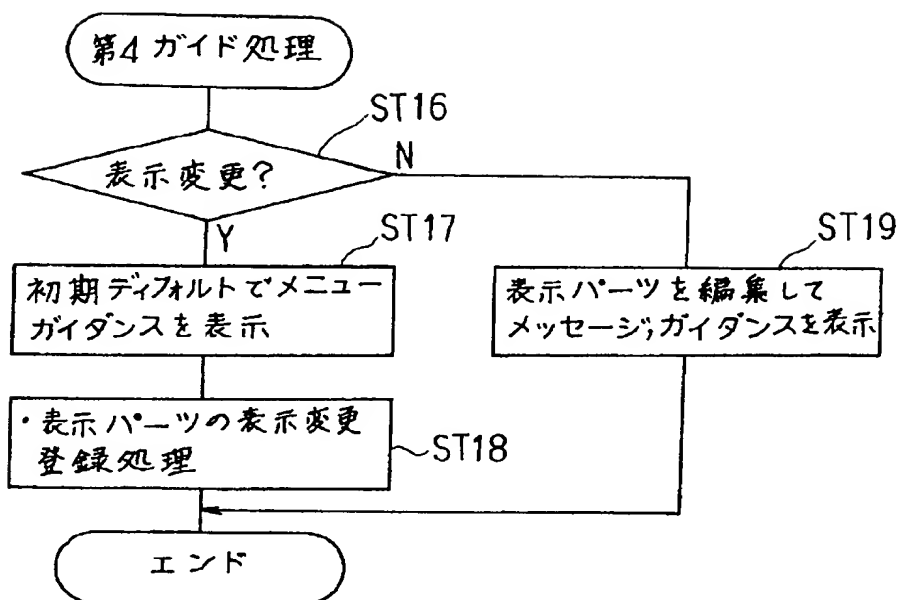 第4 ガイド処理
ST16
表示変更?
N
Y
ST17
初期ディフォルトでメニュー
ガイダンスを表示
ST19
表示パーツを編集して
メッセージ,ガイダンスを表示
・表示パーツの表示変更
登録処理
ST18
エンド